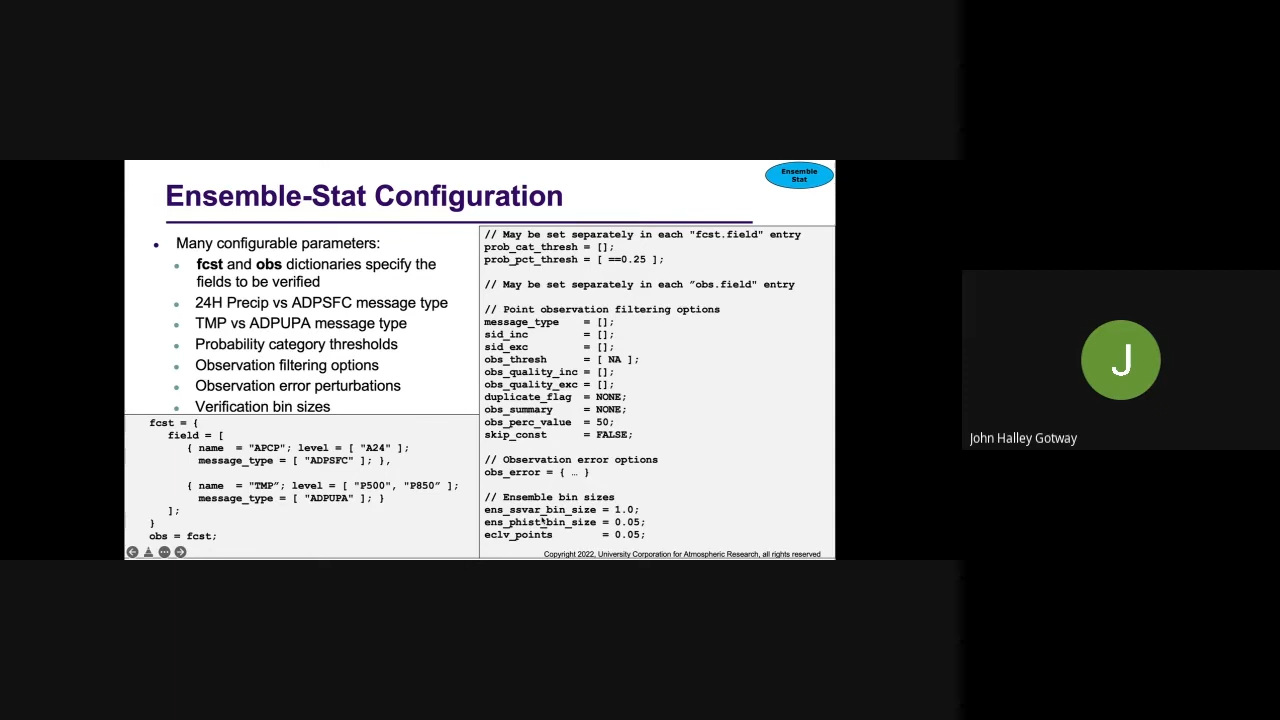 Ensemble
Stat
Ensemble-Stat Configuration
• Many configurable parameters:
• fcst and obs dictionaries specify the
fields to be verified
• 24H Precip vs ADPSFC message type
• TMP vs ADPUPA message type
• Probability category thresholds
• Observation filtering options
• Observation error perturbations
• Verification bin sizes
fcst = {
field = [
{ name = "APCP"; level = [ "A24" ];
message_type = [ "ADPSFC" ]; },
{ name = "TMP”; level = [ "P500", "P850” ];
message_type = [ "ADPUPA" ]; }
];
}
obs = fcst;
// May be set separately in each "fcst.field" entry
prob_cat_thresh = [];
prob_pct_thresh = [ ==0.25 ];
// May be set separately in each ”obs.field" entry
// Point observation filtering options
message_type = [];
sid_inc = [];
sid_exc = [];
obs_thresh = [ NA ];
obs_quality_inc = [];
obs_quality_exc = [];
duplicate_flag = NONE;
obs_summary = NONE;
obs_perc_value = 50;
skip_const = FALSE;
// Observation error options
obs_error = { … }
// Ensemble bin sizes
ens_ssvar_bin_size = 1.0;
ens_phist_bin_size = 0.05;
eclv_points = 0.05;
Copyright 2022, University Corporation for Atmospheric Research, all rights reserved
J
John Halley Gotway